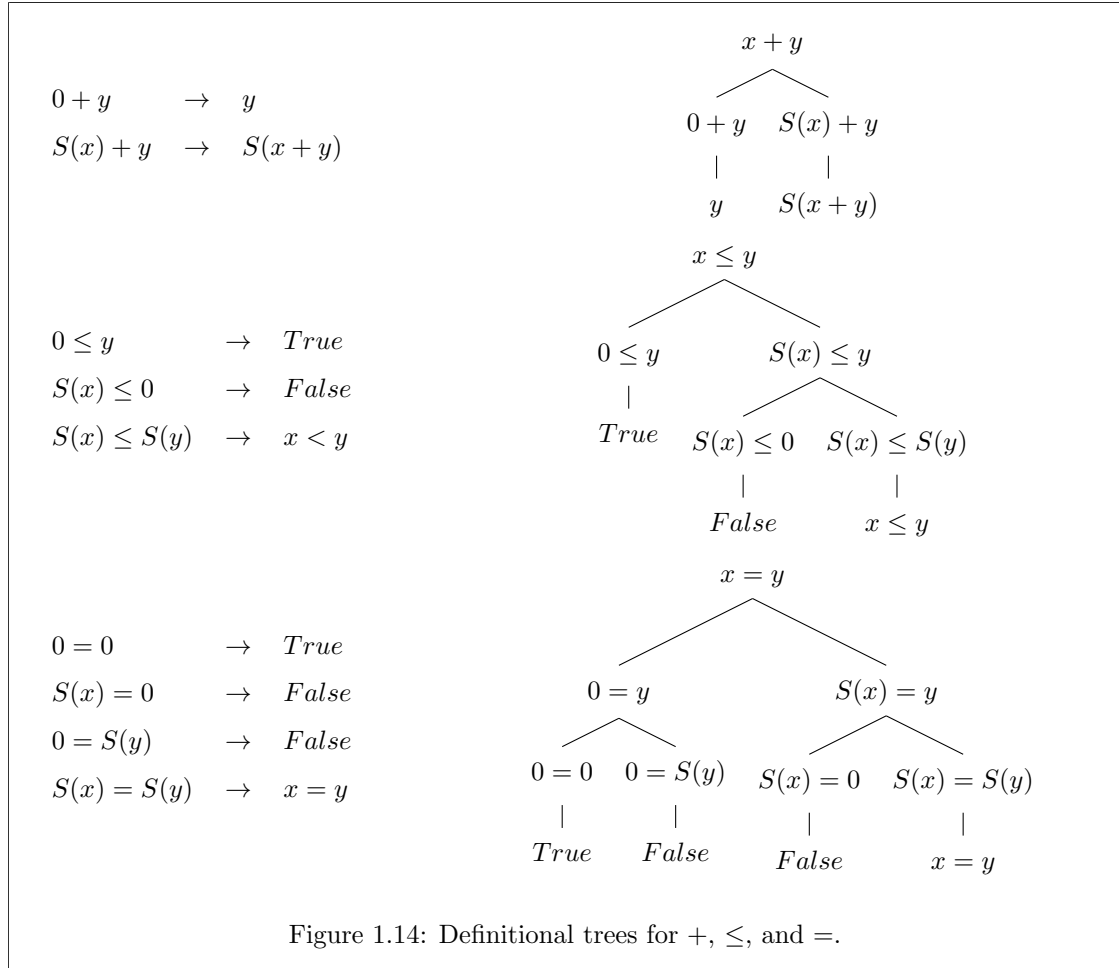 x + y
0 + y → y
S(x) + y → S(x + y)
0 + y S(x) + y
y S(x + y)
x ≤ y
0 ≤ y → True
S(x) ≤ 0 → False
S(x) ≤ S(y) → x < y
0 ≤ y S(x) ≤ y
True S(x) ≤ 0 S(x) ≤ S(y)
False x ≤ y
x = y
0 = 0 → True
S(x) = 0 → False
0 = S(y) → False
S(x) = S(y) → x = y
0 = y S(x) = y
0 = 0 0 = S(y) S(x) = 0 S(x) = S(y)
True False False x = y
Figure 1.14: Definitional trees for +, ≤, and =.